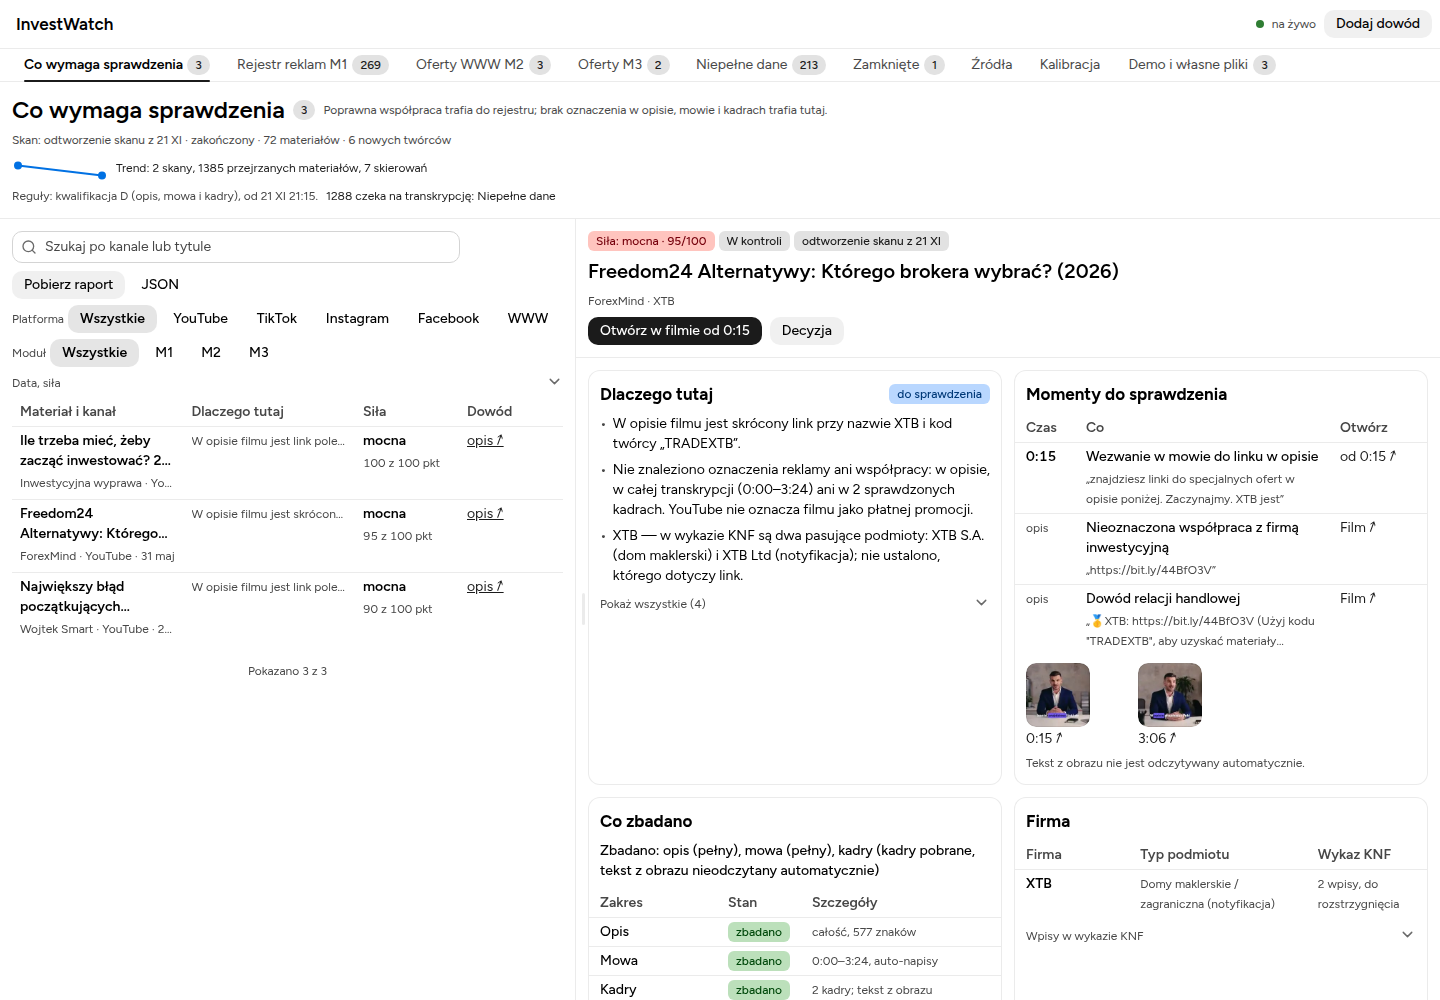 InvestWatch
na żywo
Dodaj dowód
Co wymaga sprawdzenia 3
Rejestr reklam M1 269
Oferty WWW M2 3
Oferty M3 2
Niepełne dane 213
Zamknięte 1
Źródła
Kalibracja
Demo i własne pliki 3
Co wymaga sprawdzenia 3 Poprawna współpraca trafia do rejestru; brak oznaczenia w opisie, mowie i kadrach trafia tutaj.
Skan: odtworzenie skanu z 21 XI · zakończony · 72 materiałów · 6 nowych twórców
Trend: 2 skany, 1385 przejrzanych materiałów, 7 skierowań
Reguły: kwalifikacja D (opis, mowa i kadry), od 21 XI 21:15. 1288 czeka na transkrypcję: Niepełne dane
Szukaj po kanale lub tytule
Pobierz raport JSON
Platforma Wszystkie YouTube TikTok Instagram Facebook WWW
Moduł Wszystkie M1 M2 M3
Data, siła
Materiał i kanał Dlaczego tutaj Siła Dowód
Ile trzeba mieć, żeby W opisie filmu jest link pole... mocna opis ↗
zacząć inwestować? 2... 100 z 100 pkt
Inwestycyjna wyprawa · Yo...
Freedom24 W opisie filmu jest skrócon... mocna opis ↗
Alternatywy: Którego... 95 z 100 pkt
ForexMind · YouTube · 31 maj
Największy błąd W opisie filmu jest link pole... mocna opis ↗
początkujących... 90 z 100 pkt
Wojtek Smart · YouTube · 2...
Pokazano 3 z 3
Siła: mocna · 95/100 W kontroli odtworzenie skanu z 21 XI
Freedom24 Alternatywy: Którego brokera wybrać? (2026)
ForexMind · XTB
Otwórz w filmie od 0:15 Decyzja
Dlaczego tutaj do sprawdzenia
• W opisie filmu jest skrócony link przy nazwie XTB i kod
twórcy „TRADEXTB”.
• Nie znaleziono oznaczenia reklamy ani współpracy: w opisie,
w całej transkrypcji (0:00–3:24) ani w 2 sprawdzonych
kadrach. YouTube nie oznacza filmu jako płatnej promocji.
• XTB — w wykazie KNF są dwa pasujące podmioty: XTB S.A.
(dom maklerski) i XTB Ltd (notyfikacja); nie ustalono,
którego dotyczy link.
Pokaż wszystkie (4)
Momenty do sprawdzenia
Czas Co Otwórz
0:15 Wezwanie w mowie do linku w opisie od 0:15 ↗
„znajdziesz linki do specjalnych ofert w
opisie poniżej. Zaczynajmy. XTB jest”
opis Nieoznaczona współpraca z firmą Film ↗
inwestycyjną
„https://bit.ly/44BfO3V”
opis Dowód relacji handlowej Film ↗
„🏅XTB: https://bit.ly/44BfO3V (Użyj kodu
"TRADEXTB", aby uzyskać materiały...
0:15 ↗ 3:06 ↗
Tekst z obrazu nie jest odczytywany automatycznie.
Co zbadano
Zbadano: opis (pełny), mowa (pełny), kadry (kadry pobrane,
tekst z obrazu nieodczytany automatycznie)
Zakres Stan Szczegóły
Opis zbadano całość, 577 znaków
Mowa zbadano 0:00–3:24, auto-napisy
Kadry zbadano 2 kadry; tekst z obrazu
Firma
Firma Typ podmiotu Wykaz KNF
XTB Domy maklerskie / 2 wpisy, do
zagraniczna (notyfikacja) rozstrzygnięcia
Wpisy w wykazie KNF